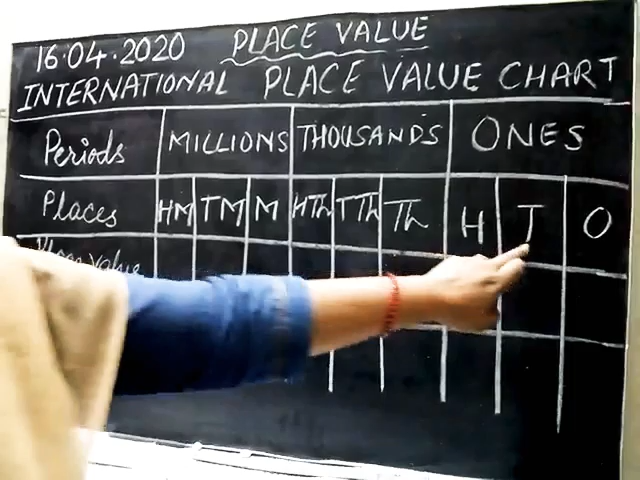 16.04.2020 PLACE VALUE
INTERNATIONAL PLACE VALUE CHART
Periods MILLIONS THOUSANDS ONES
Places HM TM M HTh TTh Th H T O
value